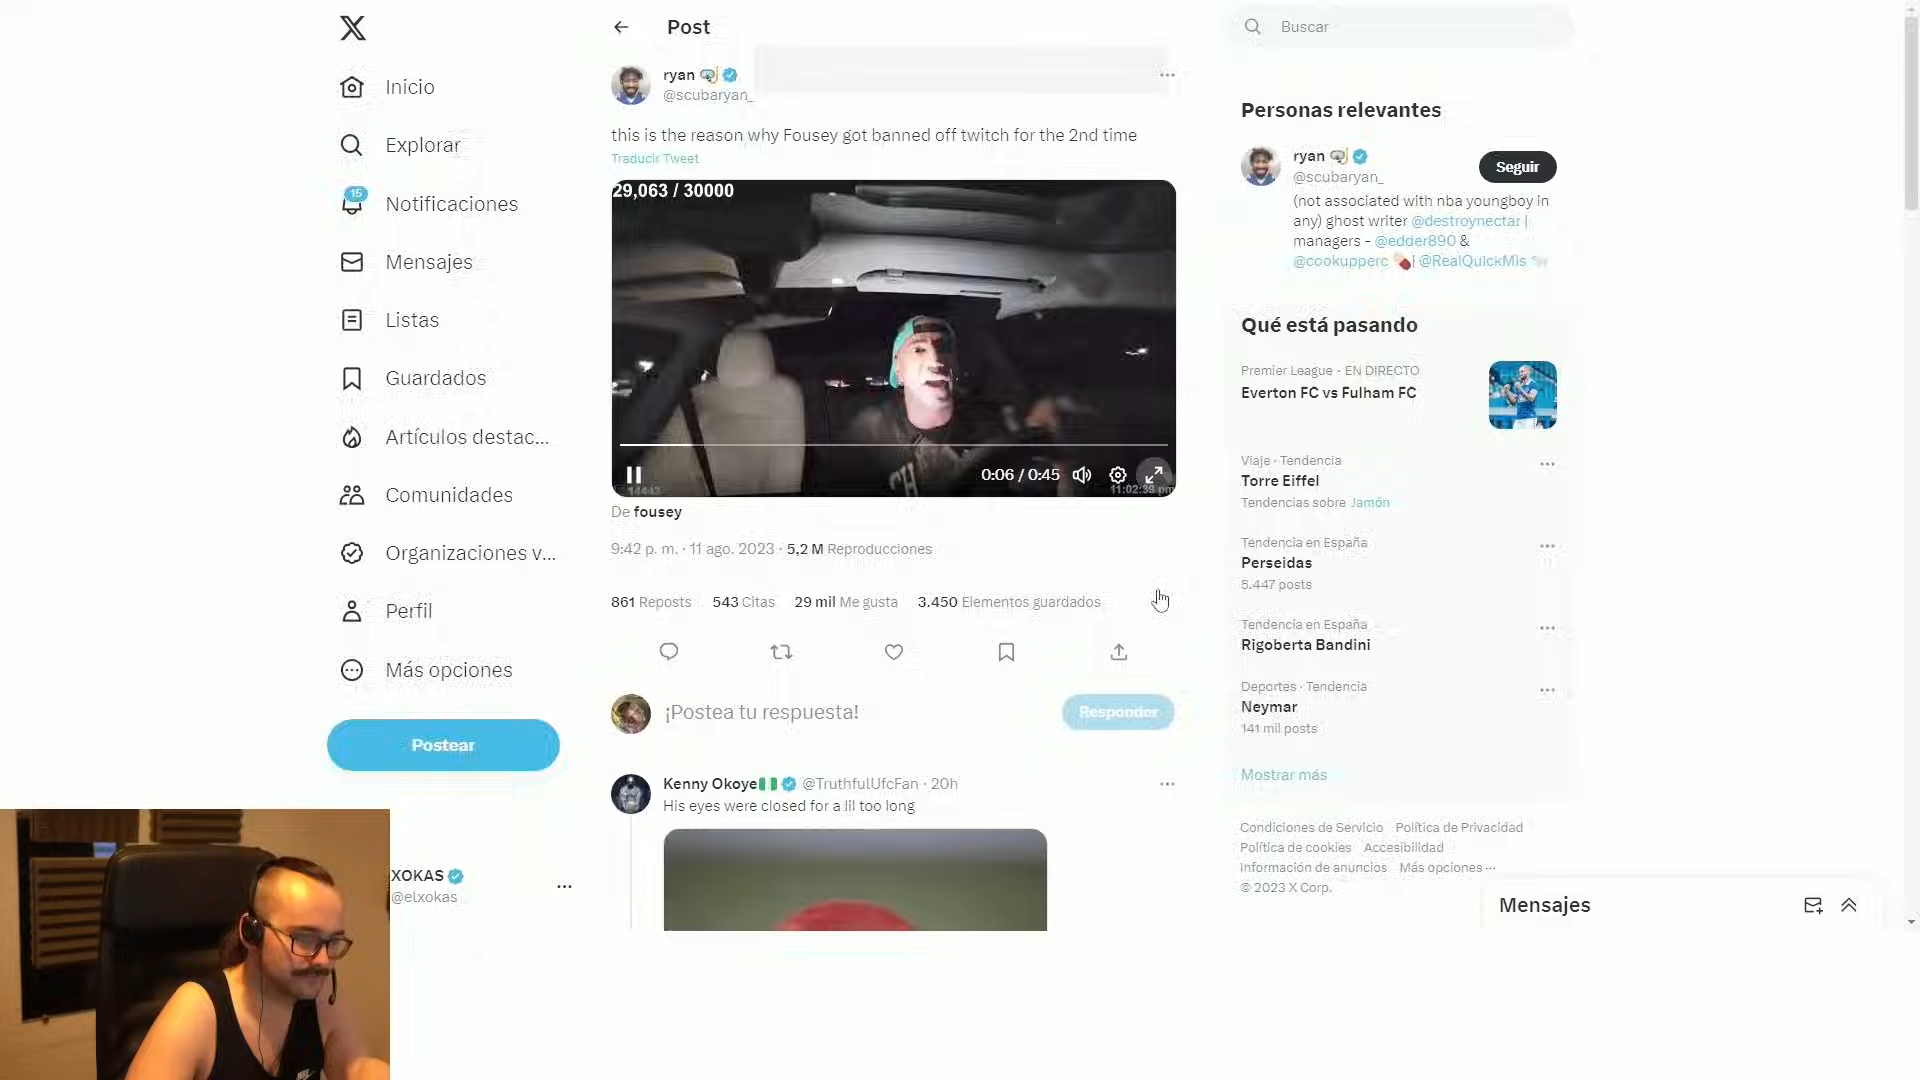 Inicio
Explorar
15
Notificaciones
Mensajes
Listas
Guardados
Artículos destac...
Comunidades
Organizaciones v...
Perfil
Más opciones
Postear
XOKAS
@elxokas
Post
ryan
@scubaryan_
this is the reason why Fousey got banned off twitch for the 2nd time
Traducir Tweet
29,063 / 30000
0:06 / 0:45
11:02:39 pm
De fousey
9:42 p. m. · 11 ago. 2023 · 5,2 M Reproducciones
861 Reposts 543 Citas 29 mil Me gusta 3.450 Elementos guardados
¡Postea tu respuesta!
Responder
Kenny Okoye @TruthfulUfcFan · 20h
His eyes were closed for a lil too long
Buscar
Personas relevantes
ryan
@scubaryan_
Seguir
(not associated with nba youngboy in
any) ghost writer @destroynectar |
managers - @edder890 &
@cookupperc | @RealQuickMis
Qué está pasando
Premier League · EN DIRECTO
Everton FC vs Fulham FC
Viaje · Tendencia
Torre Eiffel
Tendencias sobre Jamón
Tendencia en España
Perseidas
5.447 posts
Tendencia en España
Rigoberta Bandini
Deportes · Tendencia
Neymar
141 mil posts
Mostrar más
Condiciones de Servicio Política de Privacidad
Política de cookies Accesibilidad
Información de anuncios Más opciones ···
© 2023 X Corp.
Mensajes